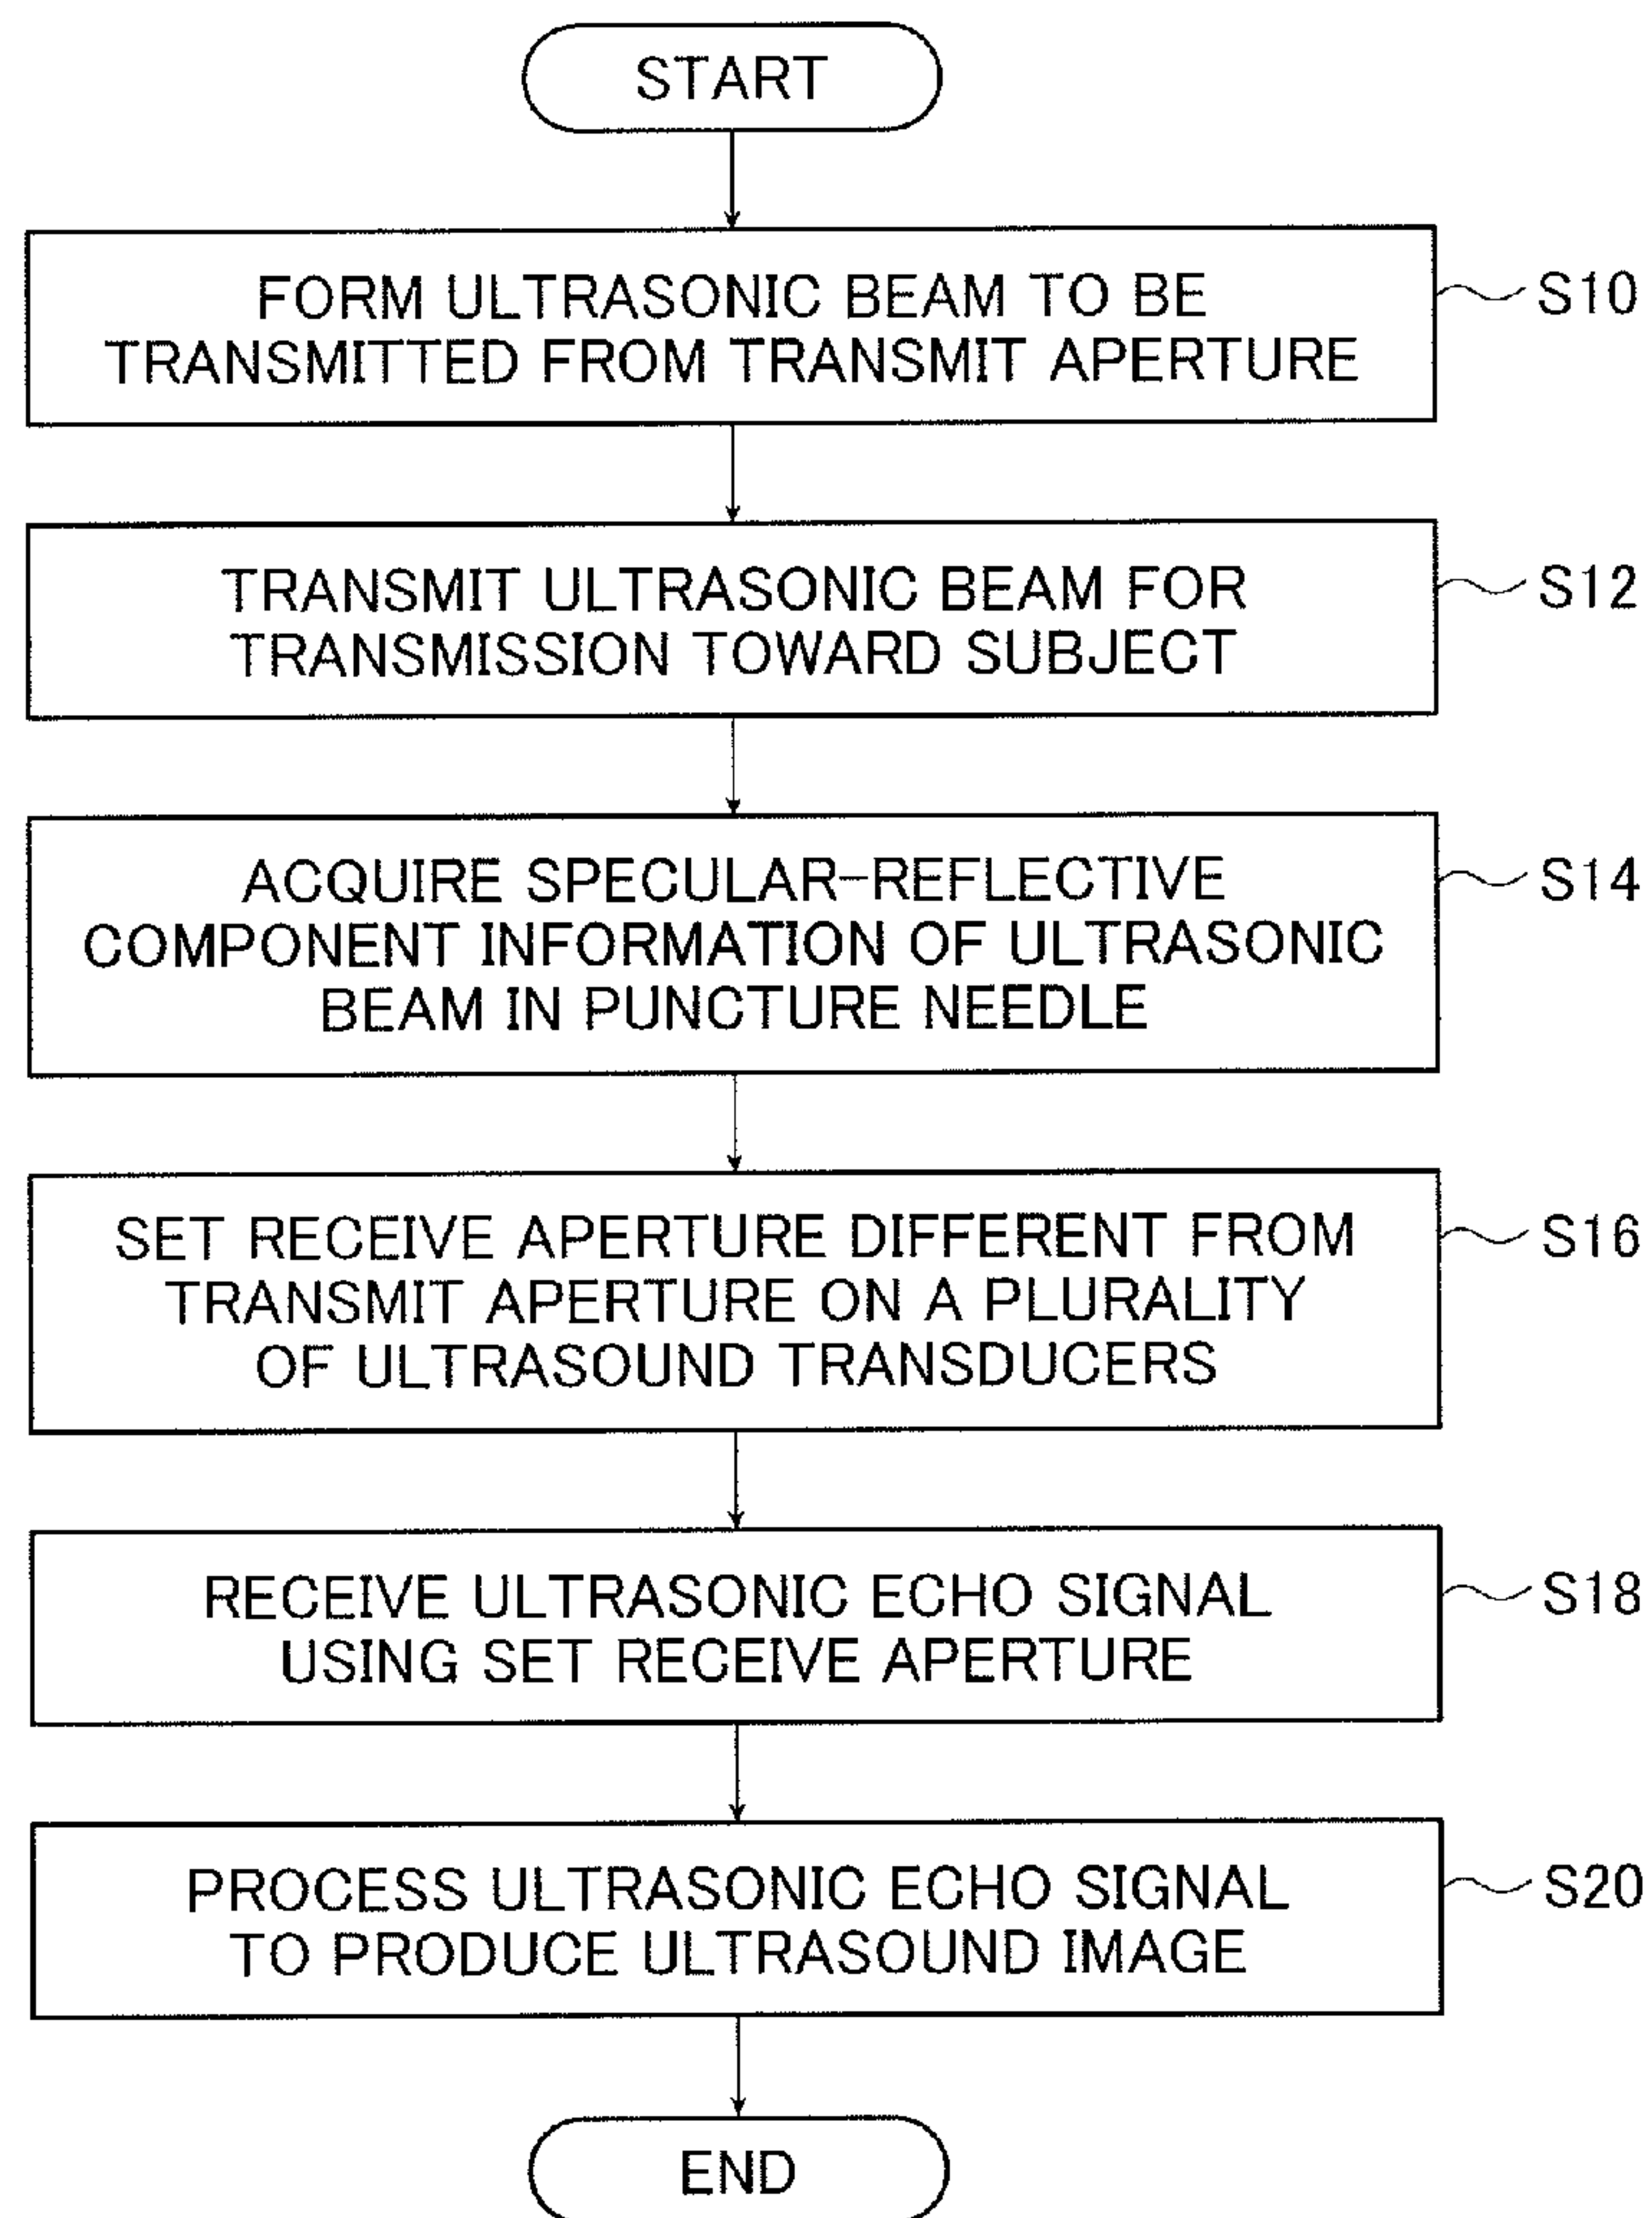 START
FORM ULTRASONIC BEAM TO BE
TRANSMITTED FROM TRANSMIT APERTURE
S10
TRANSMIT ULTRASONIC BEAM FOR
TRANSMISSION TOWARD SUBJECT
S12
ACQUIRE SPECULAR-REFLECTIVE
COMPONENT INFORMATION OF ULTRASONIC
BEAM IN PUNCTURE NEEDLE
S14
SET RECEIVE APERTURE DIFFERENT FROM
TRANSMIT APERTURE ON A PLURALITY
OF ULTRASOUND TRANSDUCERS
S16
RECEIVE ULTRASONIC ECHO SIGNAL
USING SET RECEIVE APERTURE
S18
PROCESS ULTRASONIC ECHO SIGNAL
TO PRODUCE ULTRASOUND IMAGE
S20
END